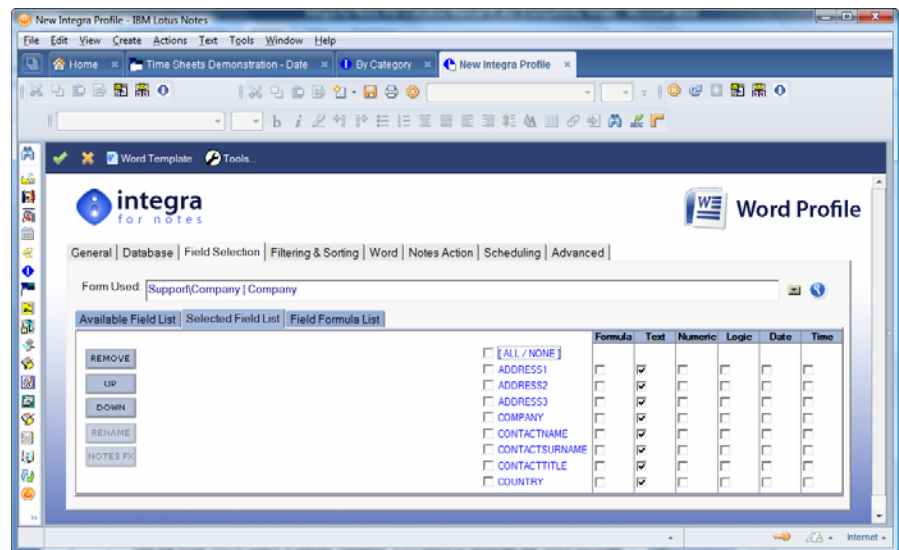 New Integra Profile - IBM Lotus Notes
File Edit View Create Actions Text Tools Window Help
Home Time Sheets Demonstration - Date By Category New Integra Profile
Word Template Tools...
integra
for notes
Word Profile
General Database Field Selection Filtering & Sorting Word Notes Action Scheduling Advanced
Form Used: Support\Company | Company
Available Field List Selected Field List Field Formula List
Formula Text Numeric Logic Date Time
[ ALL / NONE ]
REMOVE ADDRESS1
UP ADDRESS2
DOWN ADDRESS3
COMPANY
RENAME CONTACTNAME
NOTES FX CONTACTSURNAME
CONTACTTITLE
COUNTRY
Internet